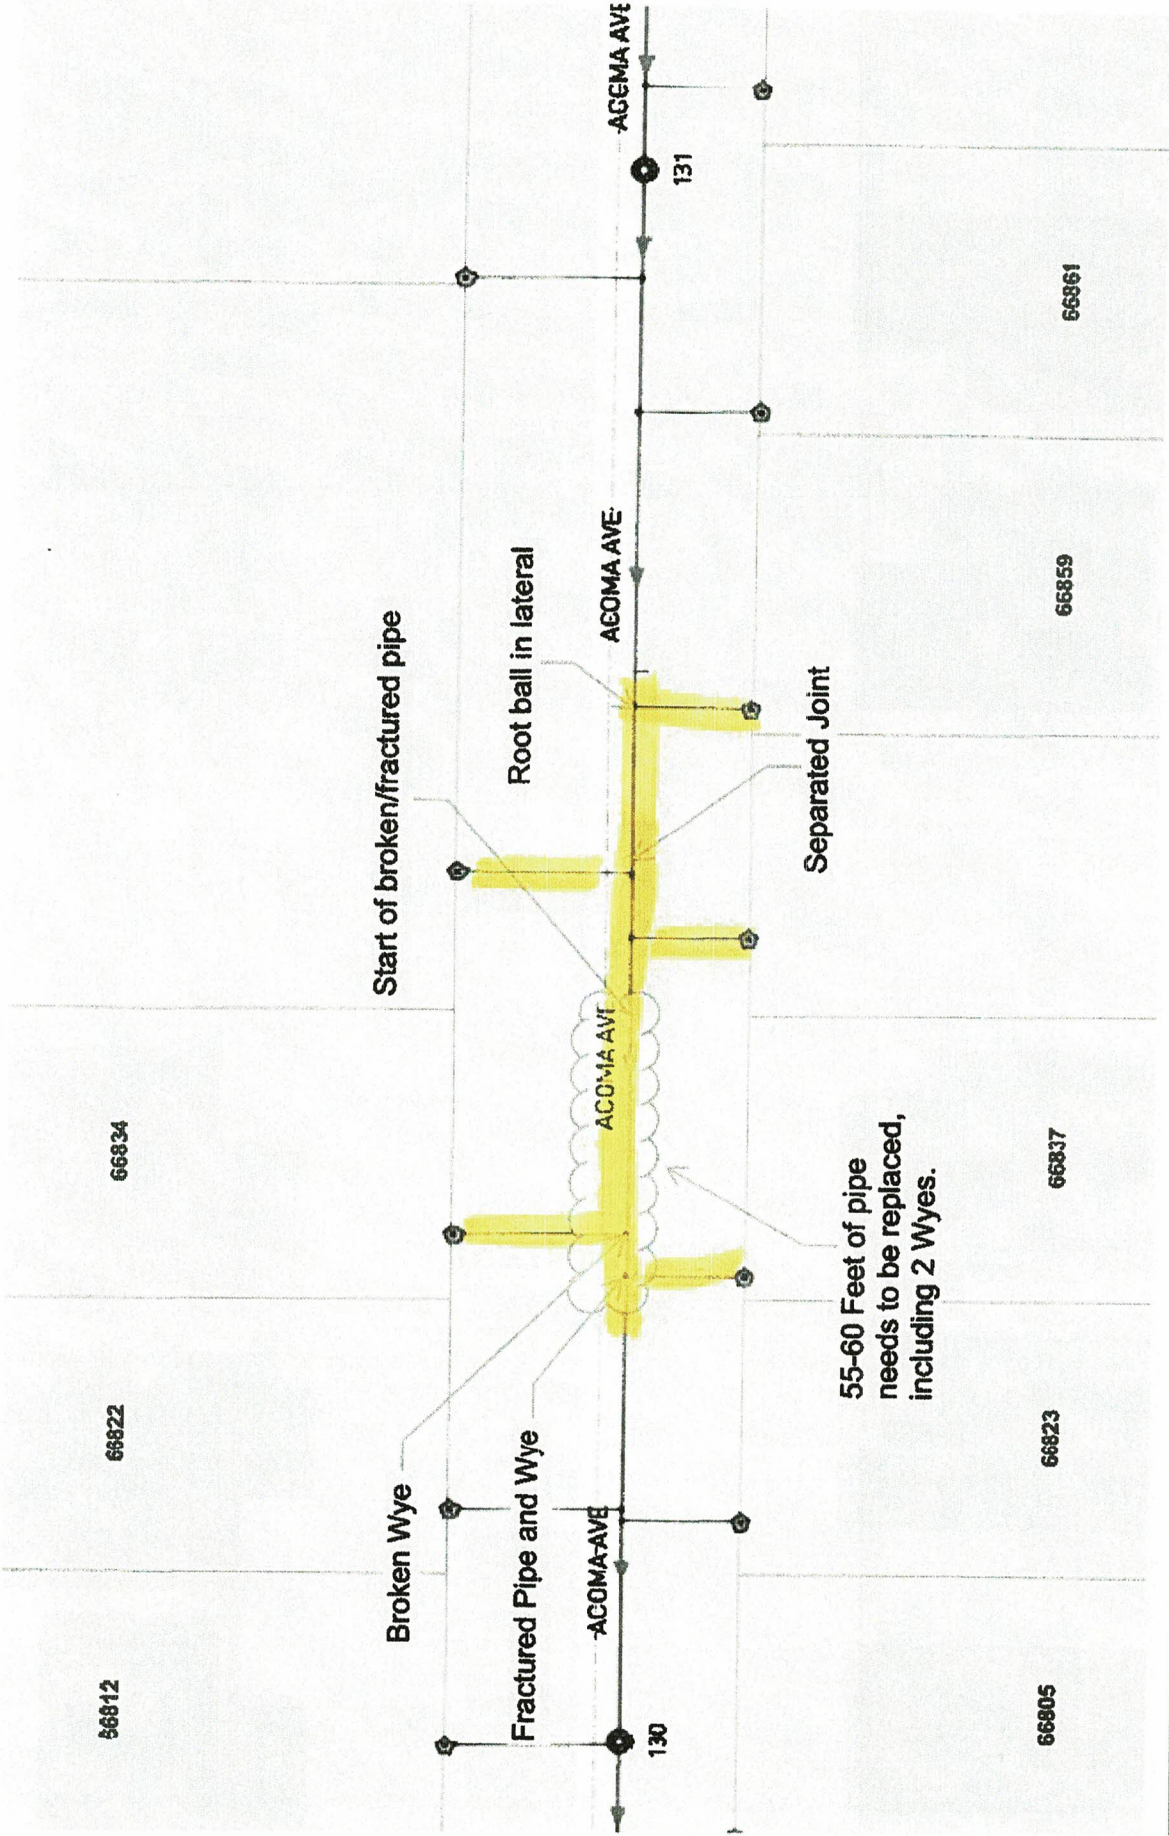 66812
66822
66834
Broken Wye
Start of broken/fractured pipe
Fractured Pipe and Wye
Root ball in lateral
ACOMA AVE
ACOMA AVE
ACOMA AVE
ACOMA AVE
130
131
Separated Joint
55-60 Feet of pipe
needs to be replaced,
including 2 Wyes.
66805
66823
66837
66859
66861